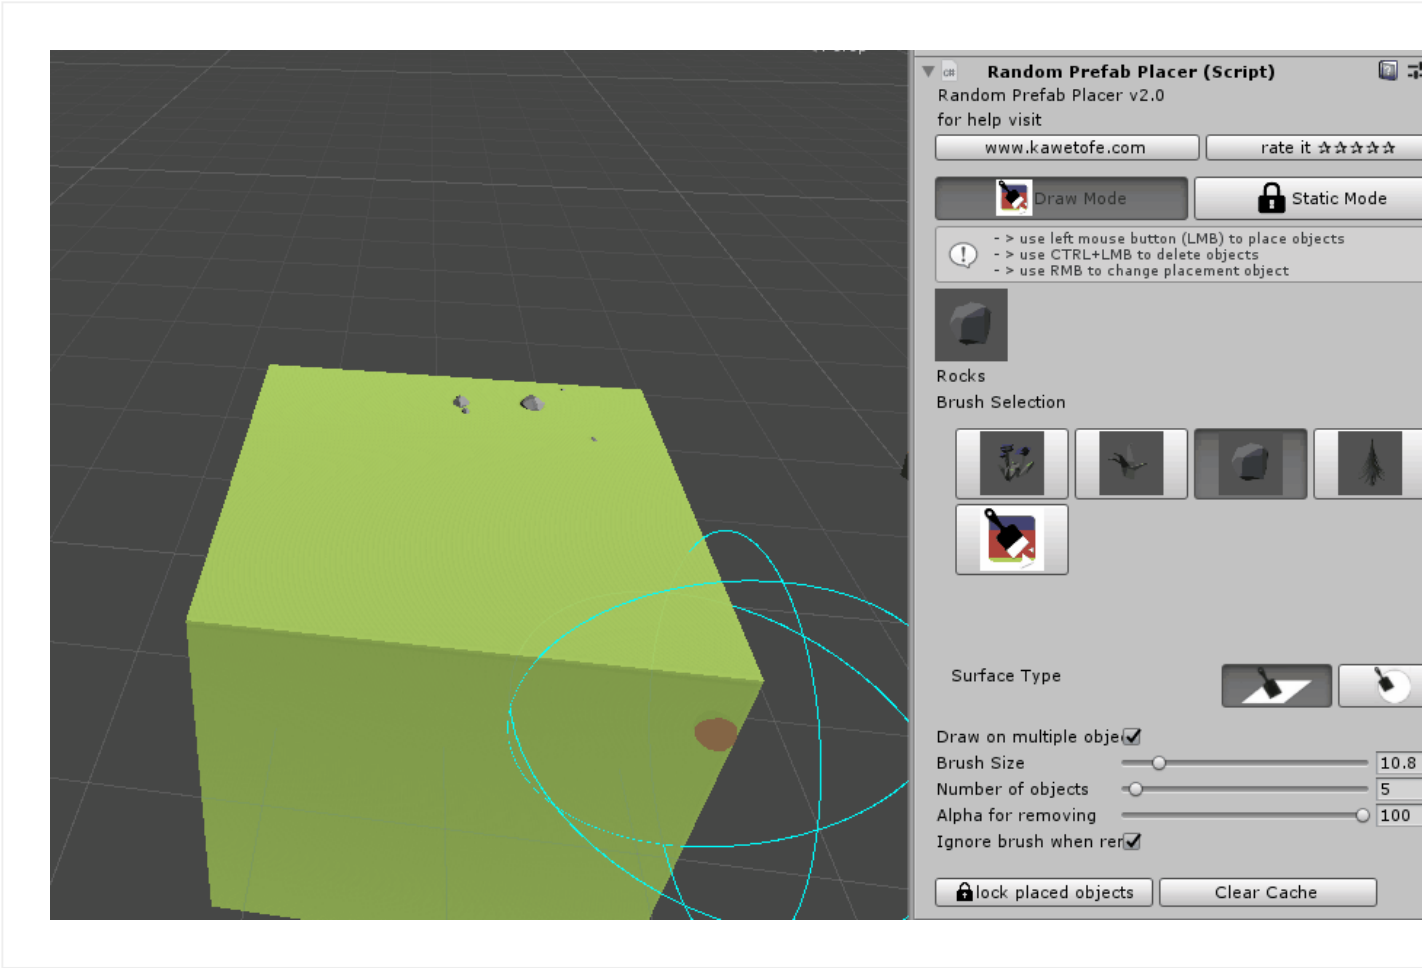 c#
Random Prefab Placer (Script)
Random Prefab Placer v2.0
for help visit
www.kawetofe.com
rate it ☆☆☆☆☆
Draw Mode
Static Mode
- > use left mouse button (LMB) to place objects
- > use CTRL+LMB to delete objects
- > use RMB to change placement object
Rocks
Brush Selection
Surface Type
Draw on multiple obje
Brush Size 10.8
Number of objects 5
Alpha for removing 100
Ignore brush when rer
lock placed objects
Clear Cache